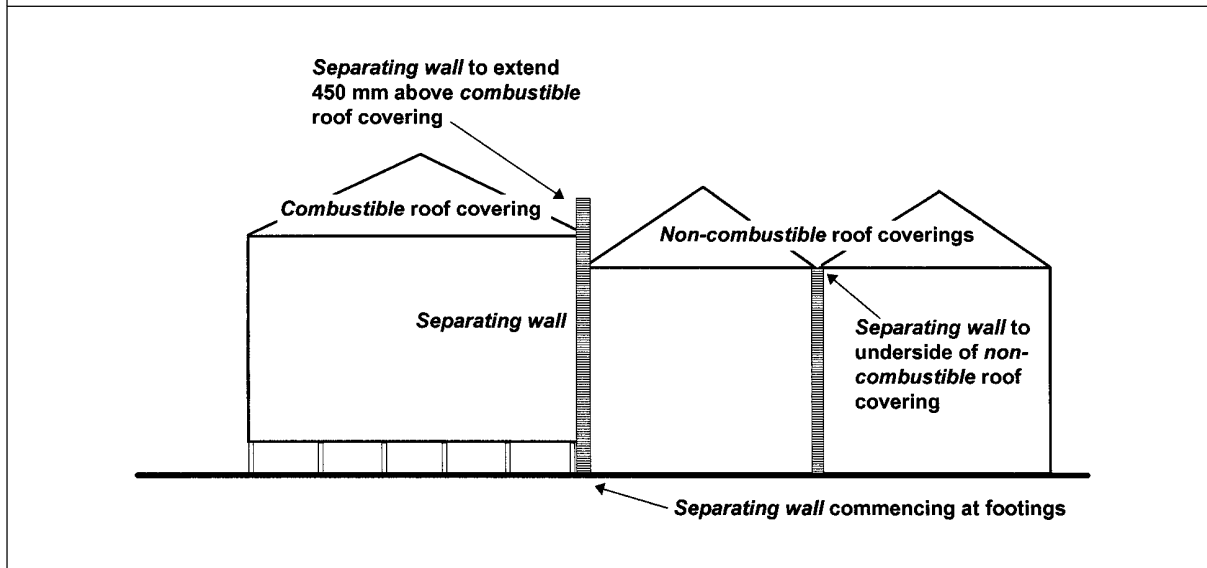 Separating wall to extend
450 mm above combustible
roof covering
Combustible roof covering
Non-combustible roof coverings
Separating wall
Separating wall to
underside of non-
combustible roof
covering
Separating wall commencing at footings